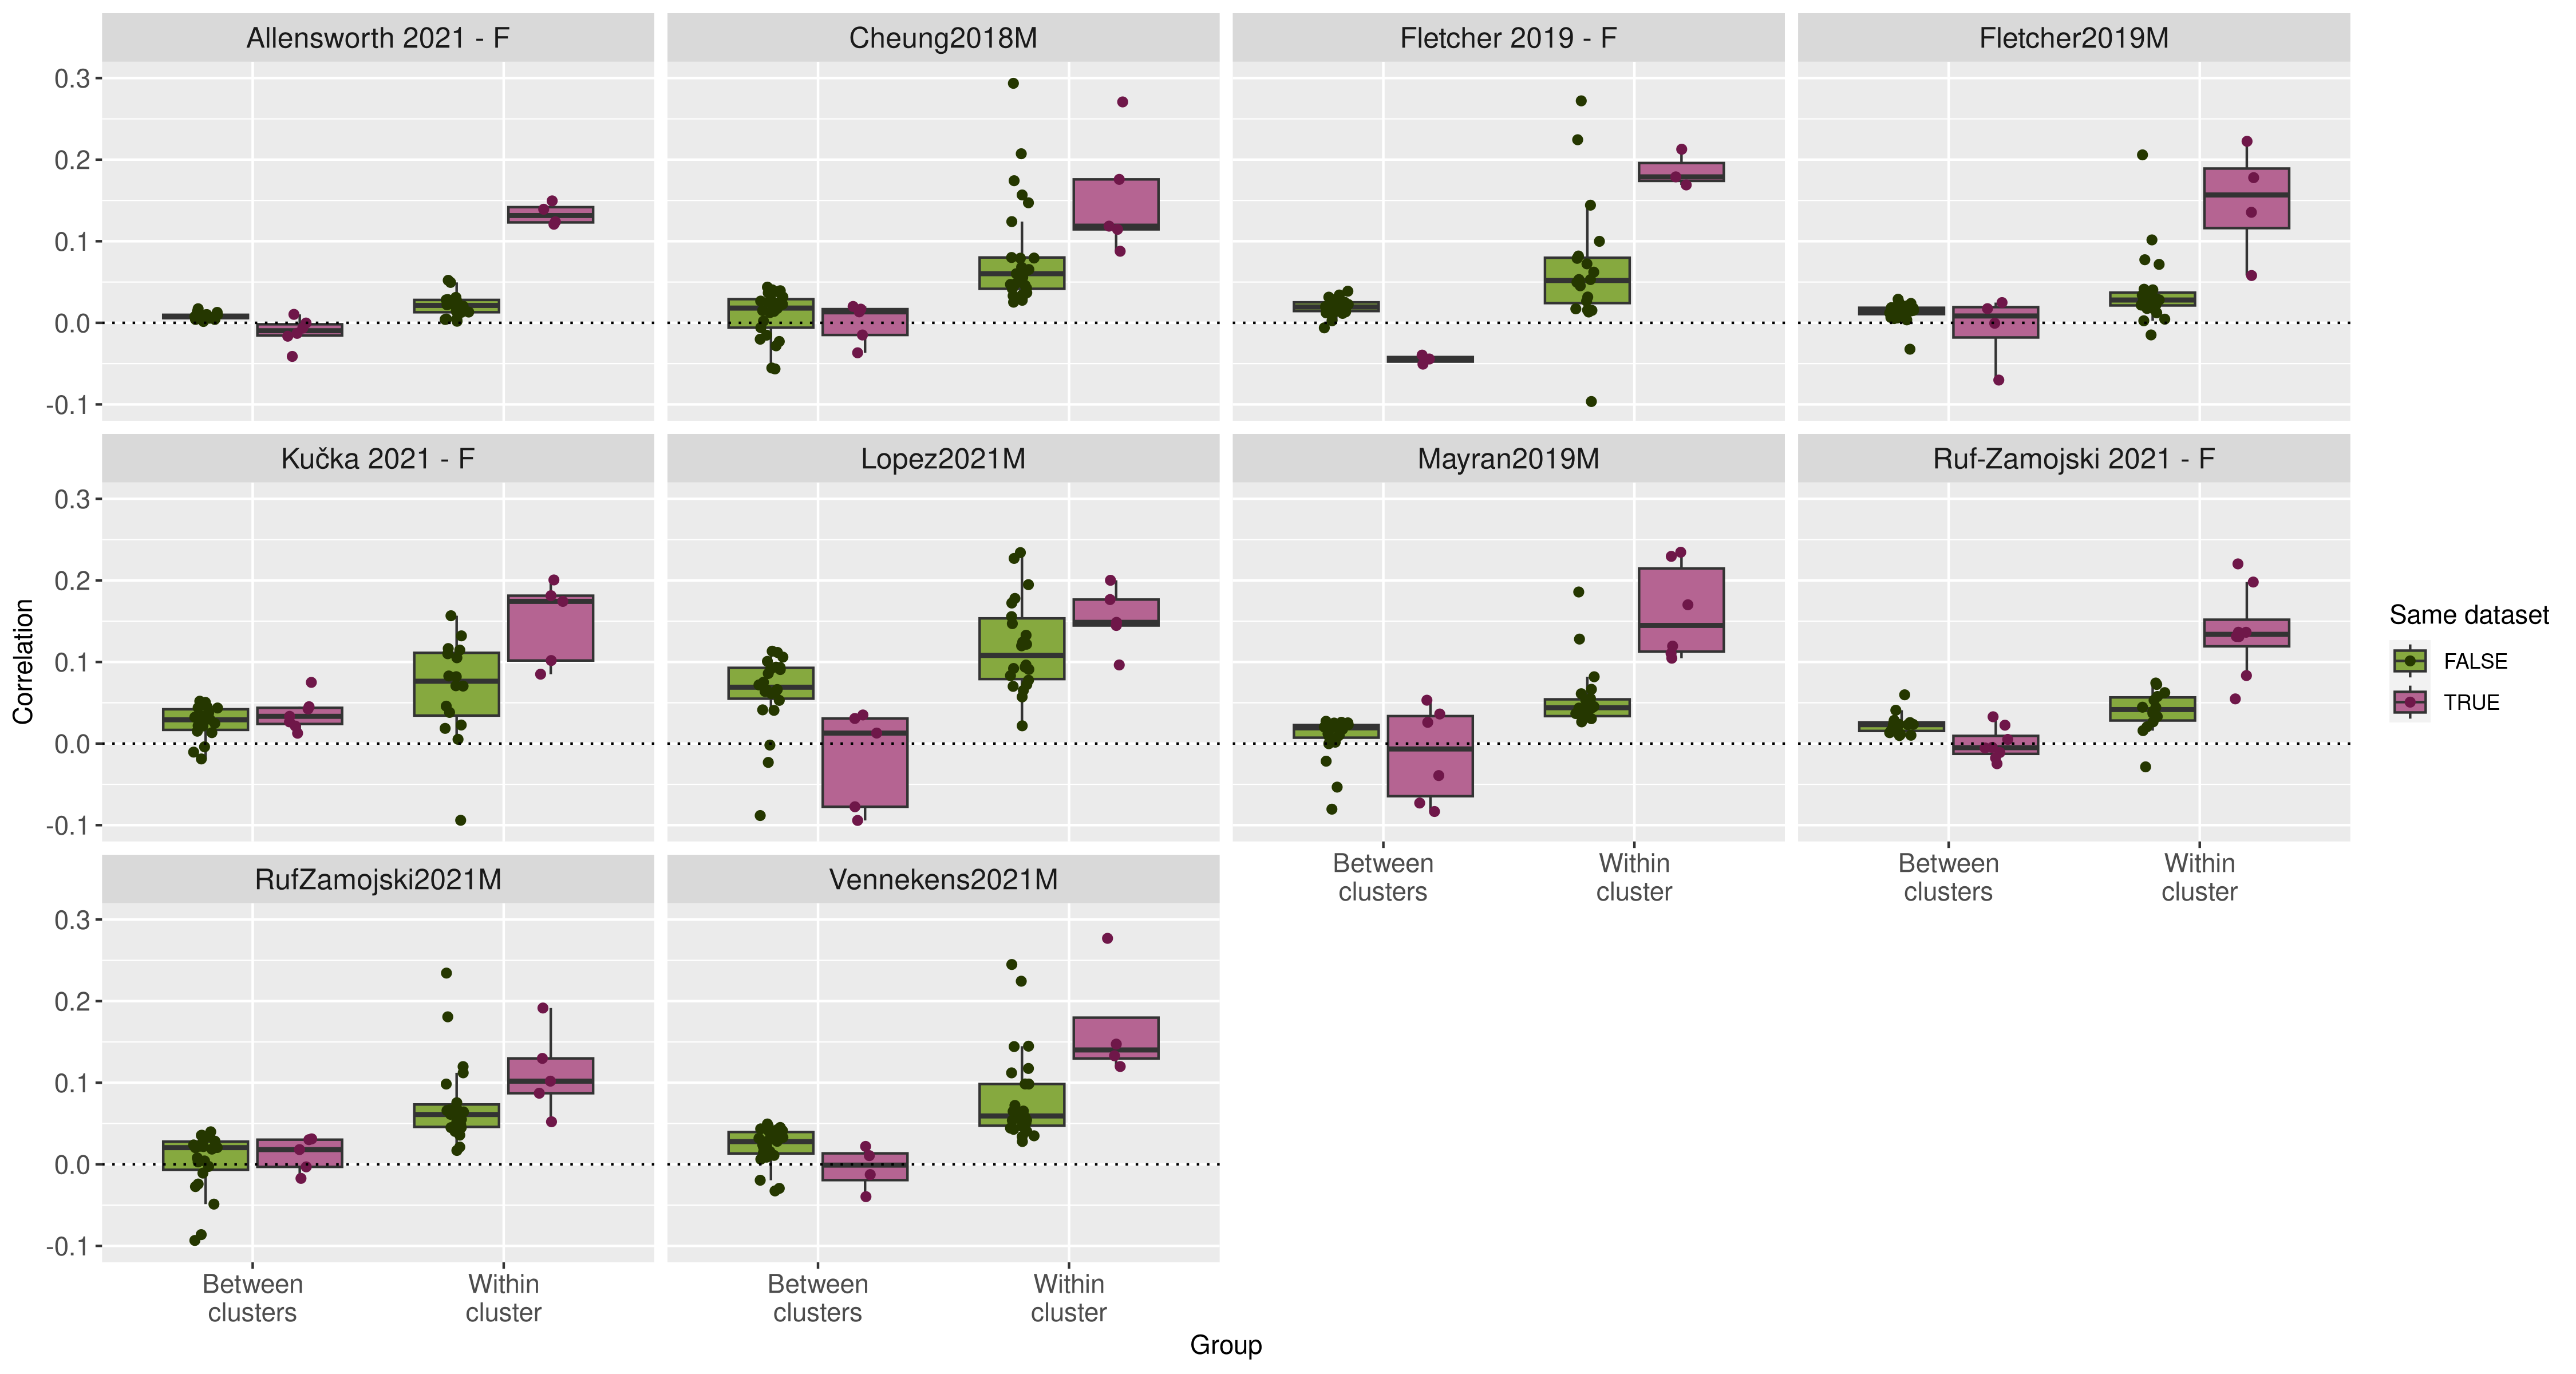 Allensworth 2021 - F
Cheung2018M
Fletcher 2019 - F
Fletcher2019M
0.3
0.2
0.1
0.0
-0.1
Kučka 2021 - F
Lopez2021M
Mayran2019M
Ruf-Zamojski 2021 - F
0.3
0.2
0.1
0.0
-0.1
Between
clusters
Within
cluster
Between
clusters
Within
cluster
RufZamojski2021M
Vennekens2021M
0.3
0.2
0.1
0.0
-0.1
Between
clusters
Within
cluster
Between
clusters
Within
cluster
Correlation
Group
Same dataset
FALSE
TRUE